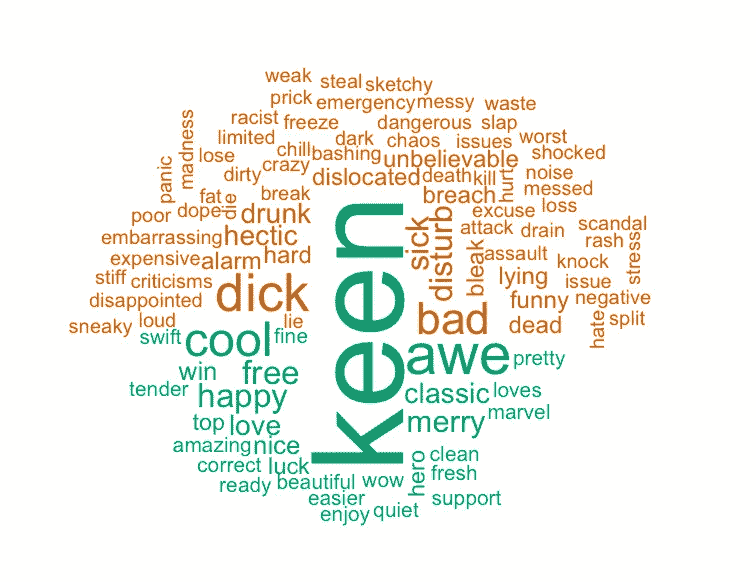 weak
steal
sketchy
prick
emergency
messy
waste
racist
freeze
dangerous
slap
madness
limited
dark
chaos
issues
worst
panic
lose
chill
bashing
unbelievable
shocked
crazy
dirty
dislocated
death
kill
hurt
noise
messed
fat
die
break
breach
poor
dope
drunk
keen
sick
disturb
excuse
loss
embarrassing
hectic
attack
drain
scandal
rash
expensive
alarm
hard
bleak
assault
knock
stress
stiff
criticisms
dick
lying
issue
disappointed
bad
funny
negative
sneaky
loud
lie
dead
hate
split
swift
cool
fine
awe
pretty
win
free
tender
happy
classic
loves
top
love
merry
marvel
amazing
nice
correct
luck
hero
clean
ready
beautiful
wow
fresh
easier
support
enjoy
quiet